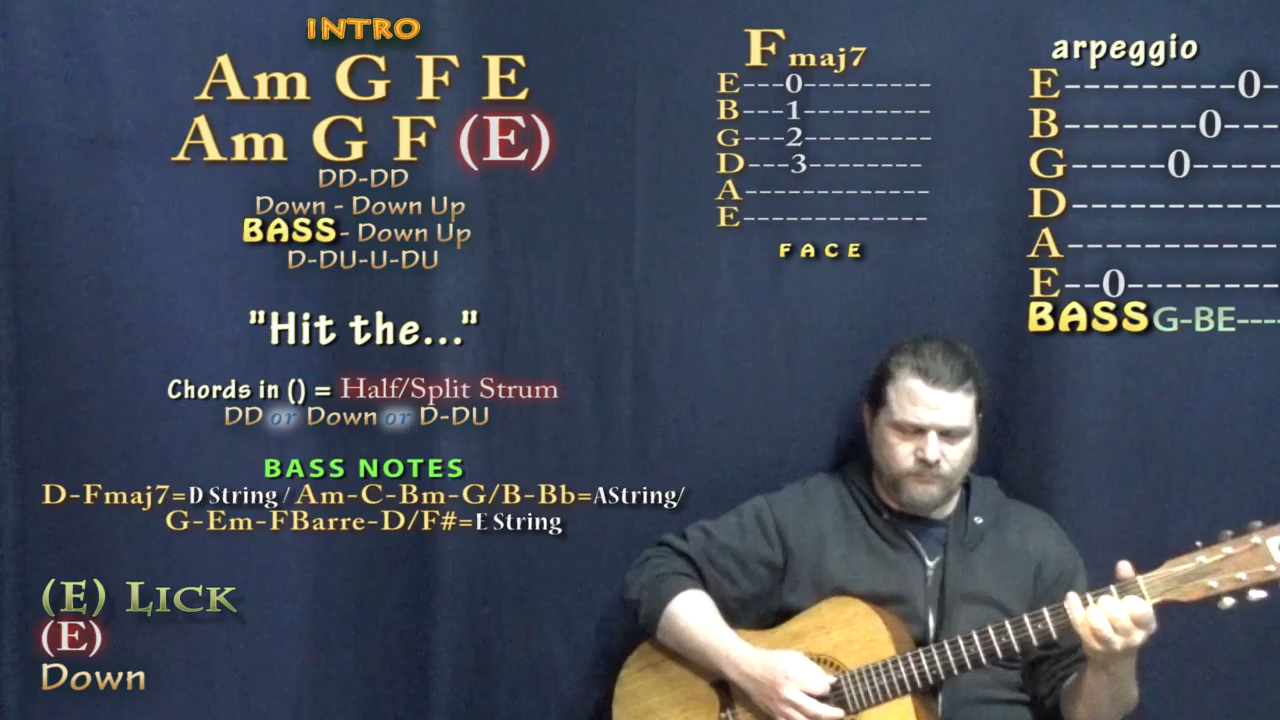 INTRO
Am G F E
Am G F (E)
DD-DD
Down - Down Up
BASS - Down Up
D-DU-U-DU
"Hit the..."
Chords in () = Half/Split Strum
DD or Down or D-DU
BASS NOTES
D-Fmaj7=D String / Am-C-Bm-G/B-Bb=AString/
G-Em-FBarre-D/F#=E String
(E) LICK
(E)
Down
Fmaj7
E---0----------
B---1----------
G---2----------
D---3---------
A--------------
E-------------
F A C E
arpeggio
E-----------0-
B--------0----
G------0------
D-------------
A-------------
E--0----------
BASSG-BE----